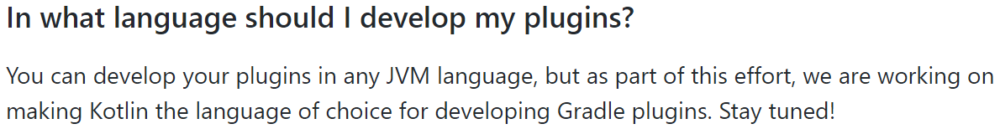 In what language should I develop my plugins?
You can develop your plugins in any JVM language, but as part of this effort, we are working on
making Kotlin the language of choice for developing Gradle plugins. Stay tuned!